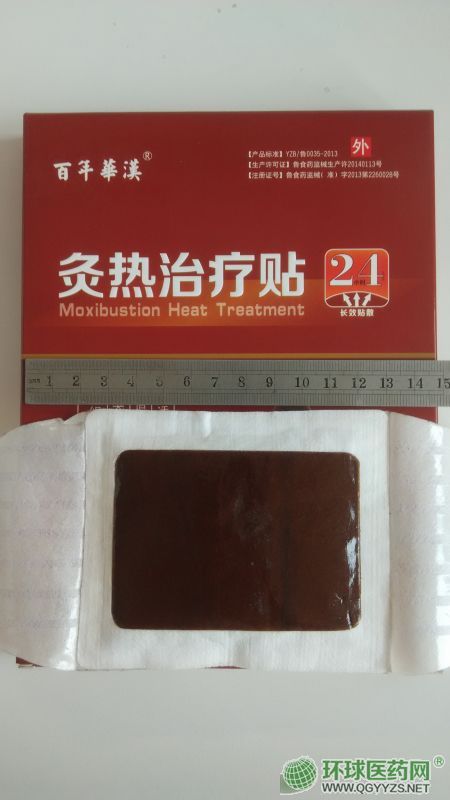 百年華漢®
外
【产品标准】YZB/鲁0035-2013
【生产许可证】鲁食药监械生产许20140113号
【注册证号】鲁食药监械(准)字2013第2260028号
灸热治疗贴
Moxibustion Heat Treatment
24
小时
长效贴敷
1 2 3 4 5 6 7 8 9 10 11 12 13 14 15
环球医药网®
www.QGYYZS.NET